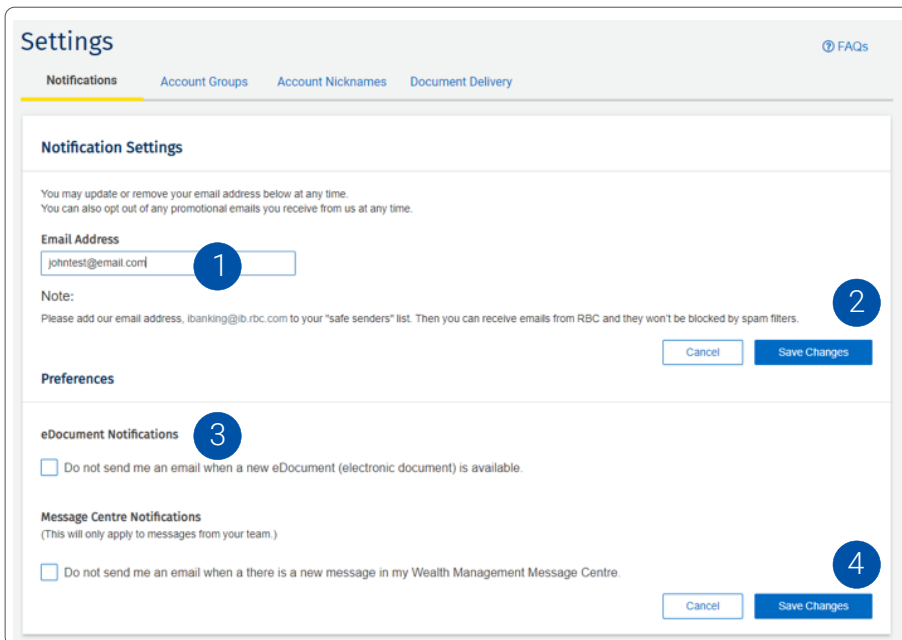 Settings
? FAQs
Notifications Account Groups Account Nicknames Document Delivery
Notification Settings
You may update or remove your email address below at any time.
You can also opt out of any promotional emails you receive from us at any time.
Email Address
johntest@email.com
1
Note:
2
Please add our email address, ibanking@ib.rbc.com to your "safe senders" list. Then you can receive emails from RBC and they won't be blocked by spam filters.
Cancel Save Changes
Preferences
eDocument Notifications
3
Do not send me an email when a new eDocument (electronic document) is available.
Message Centre Notifications
(This will only apply to messages from your team.)
Do not send me an email when a there is a new message in my Wealth Management Message Centre.
4
Cancel Save Changes